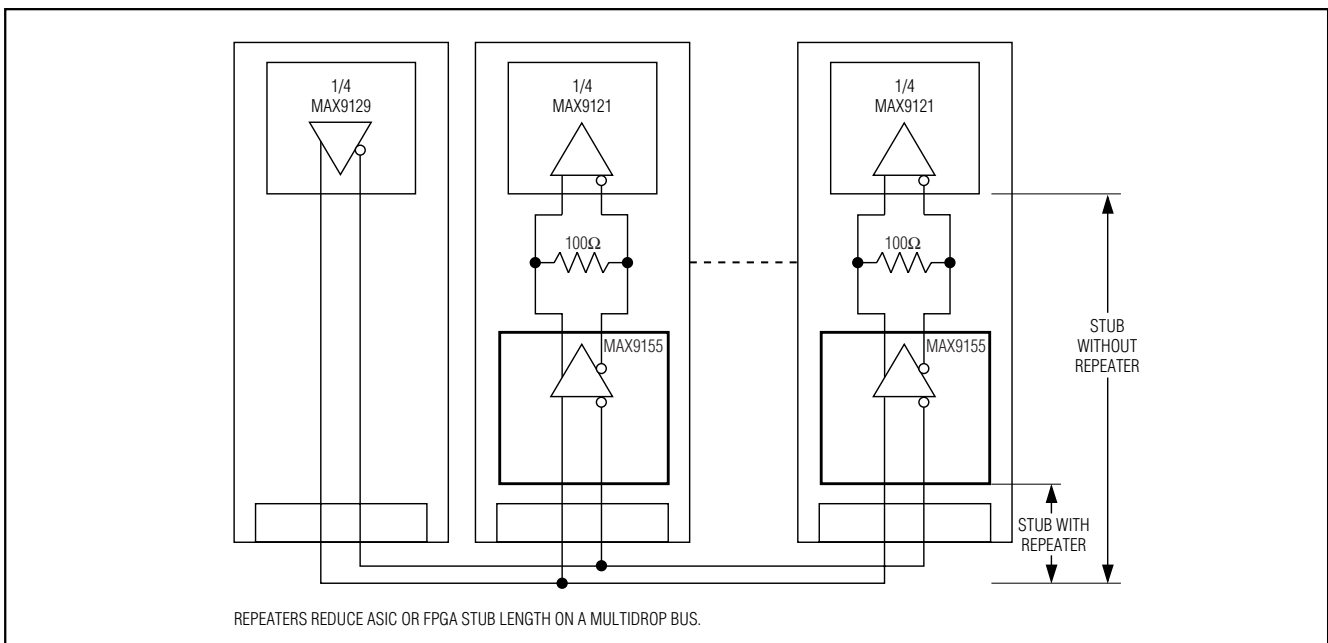 1/4
MAX9129
1/4
MAX9121
1/4
MAX9121
100Ω
100Ω
MAX9155
MAX9155
STUB
WITHOUT
REPEATER
STUB WITH
REPEATER
REPEATERS REDUCE ASIC OR FPGA STUB LENGTH ON A MULTIDROP BUS.